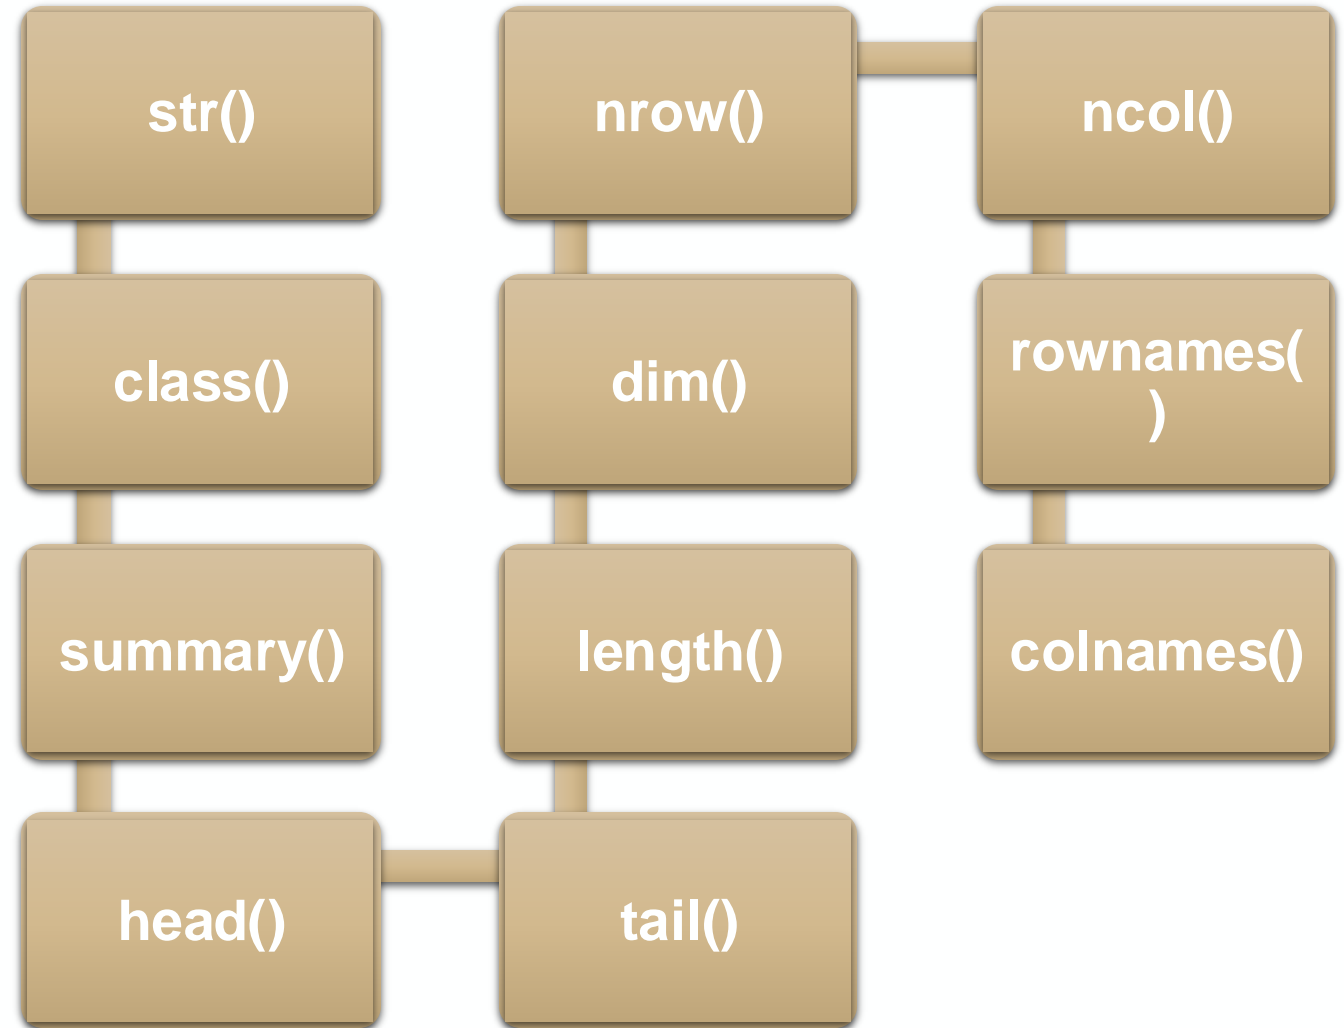 str()
class()
summary()
head()
tail()
length()
dim()
nrow()
ncol()
rownames(
)
colnames()